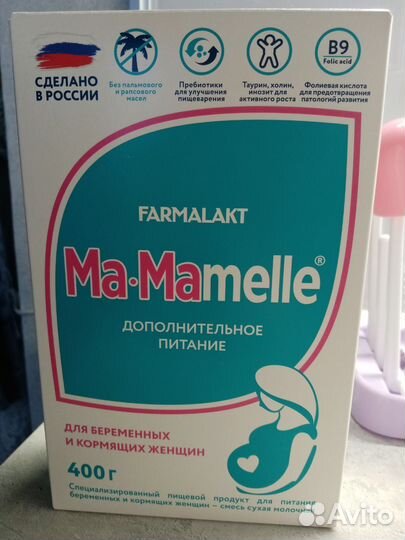 СДЕЛАНО
В РОССИИ
Без пальмового
и рапсового
масел
Пребиотики
для улучшения
пищеварения
Таурин, холин,
инозит для
активного роста
B9
Folic acid
Фолиевая кислота
для предотвращения
патологий развития
FARMALAKT
Ma·Mamelle®
ДОПОЛНИТЕЛЬНОЕ
ПИТАНИЕ
ДЛЯ БЕРЕМЕННЫХ
И КОРМЯЩИХ ЖЕНЩИН
400 г
Специализированный пищевой продукт для питания
беременных и кормящих женщин – смесь сухая молочная
Avito